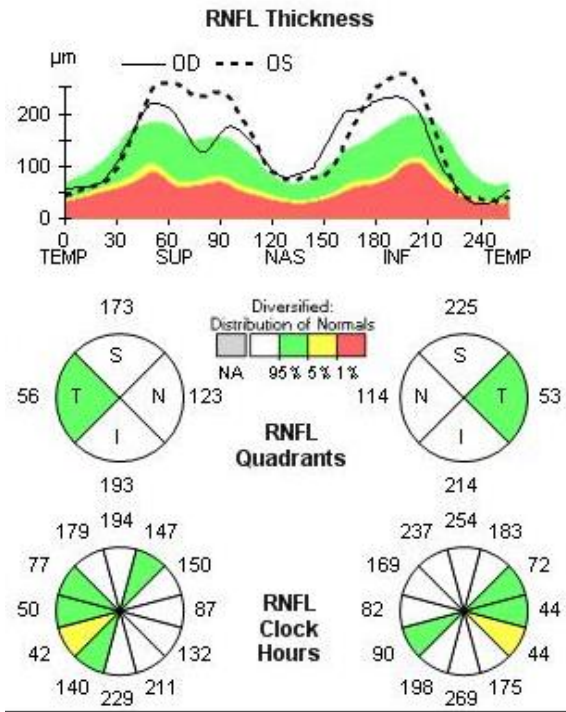 RNFL Thickness
µm
OD OS
200
100
0
0 30 60 90 120 150 180 210 240
TEMP SUP NAS INF TEMP
173
225
Diversified:
Distribution of Normals
NA 95% 5% 1%
S
56 T N 123
I
193
S
114 N T 53
I
214
RNFL
Quadrants
194
179 147
77 150
50 87
42 132
140 211
229
RNFL
Clock
Hours
254
237 183
169 72
82 44
90 44
198 175
269